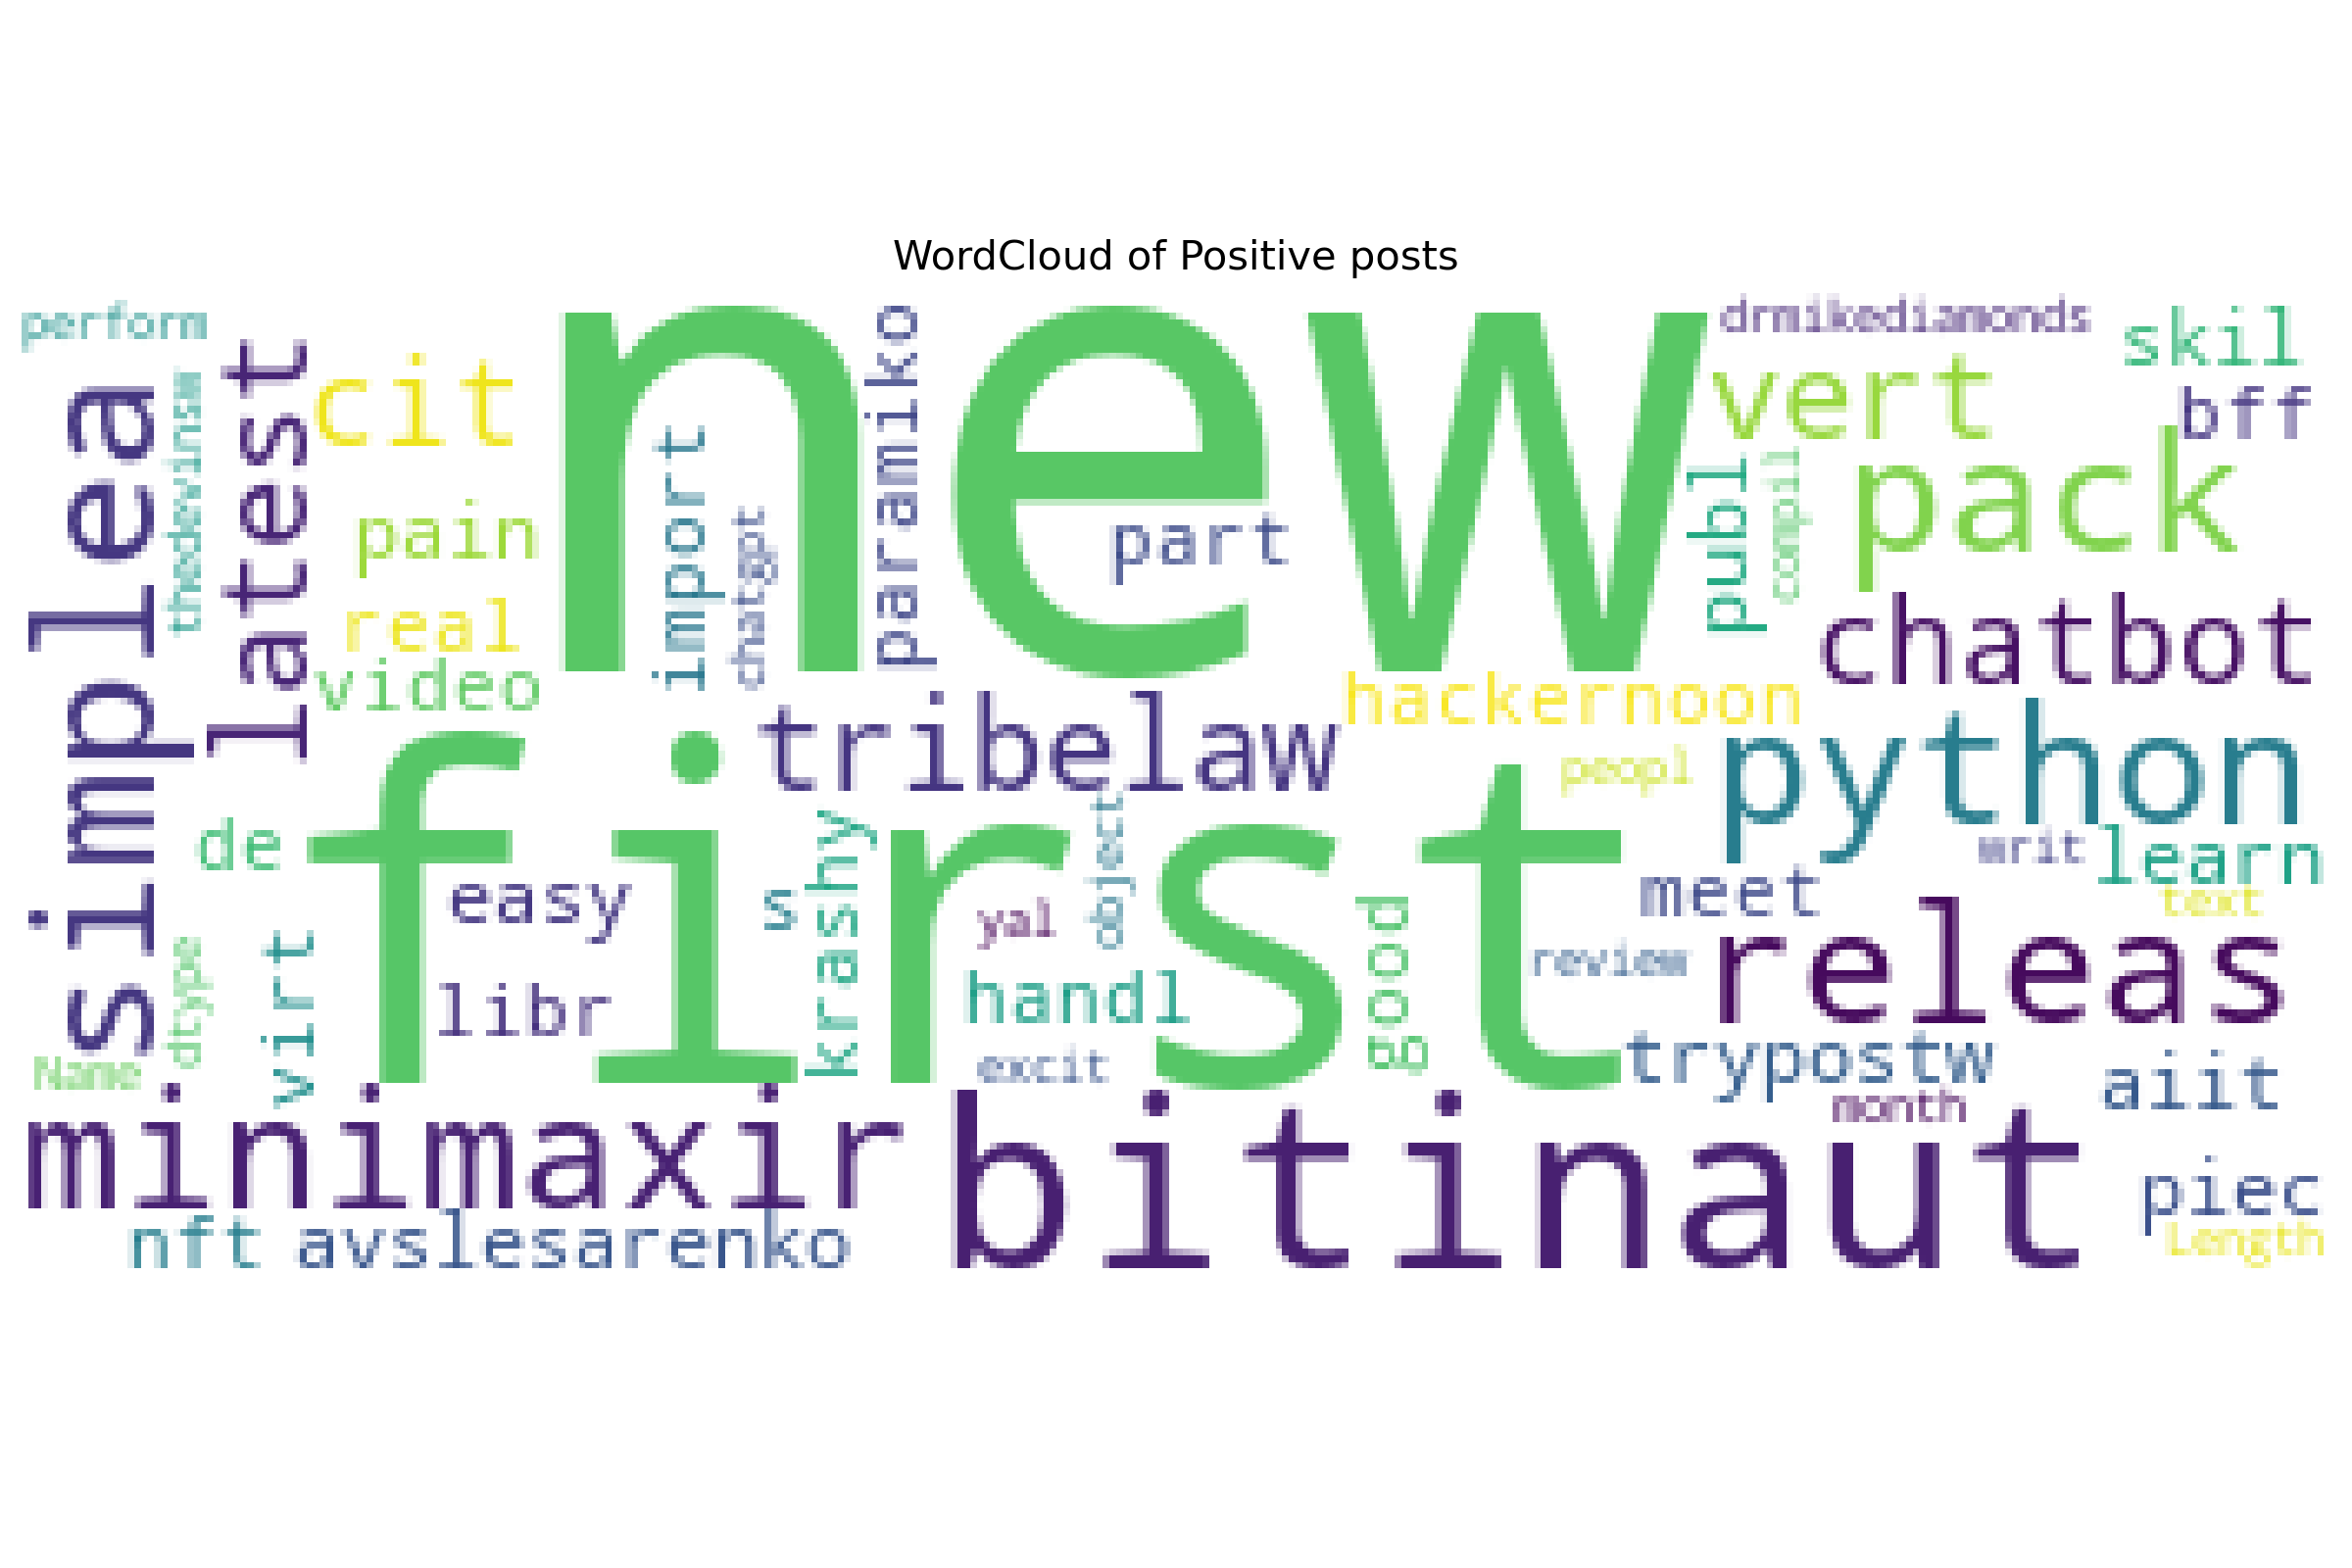 WordCloud of Positive posts
perform
drmikediamonds
skil
new
paramiko
latest
cit
vert
bff
simplea
thedevinsm
import
publ
compil
pack
pain
chatgpt
part
real
chatbot
video
hackernoon
tribelaw
python
first
peopl
de
object
krashy
writ
learn
easy
s
meet
text
yal
good
releas
dtype
virt
review
libr
handl
Name
excit
trypostw
aiit
month
minimaxir
bitinaut
piec
nft
avslesarenko
Length